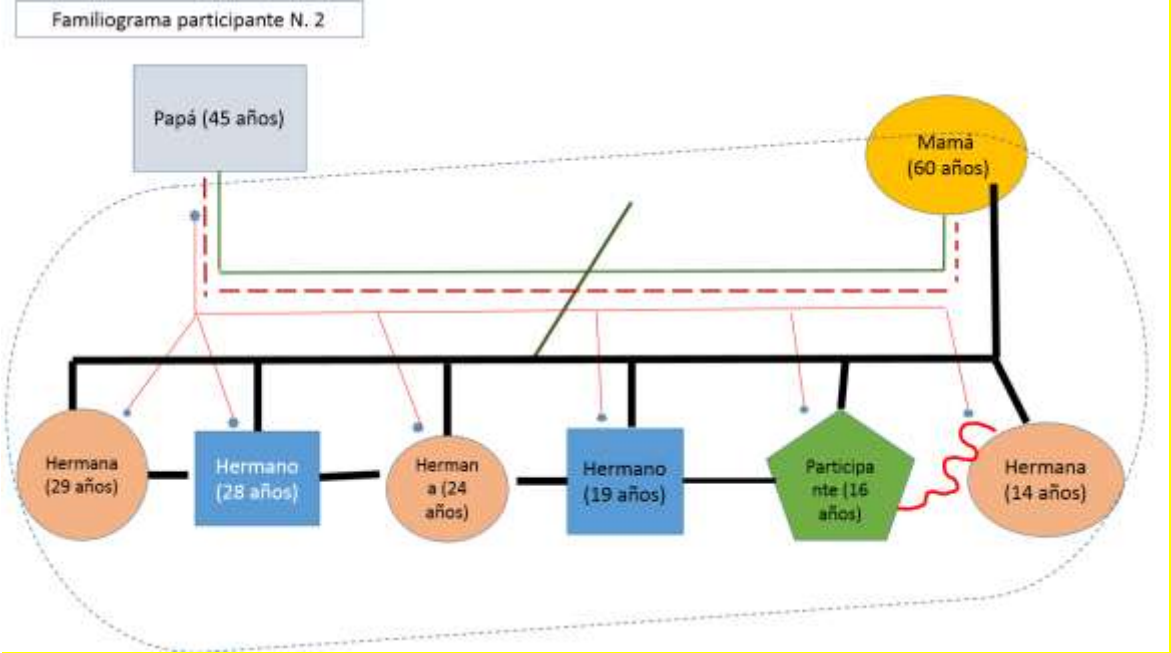 Familiograma participante N. 2
Papá (45 años)
Mamá
(60 años)
Hermana
(29 años)
Hermano
(28 años)
Herman
a (24
años)
Hermano
(19 años)
Participa
nte (16
años)
Hermana
(14 años)